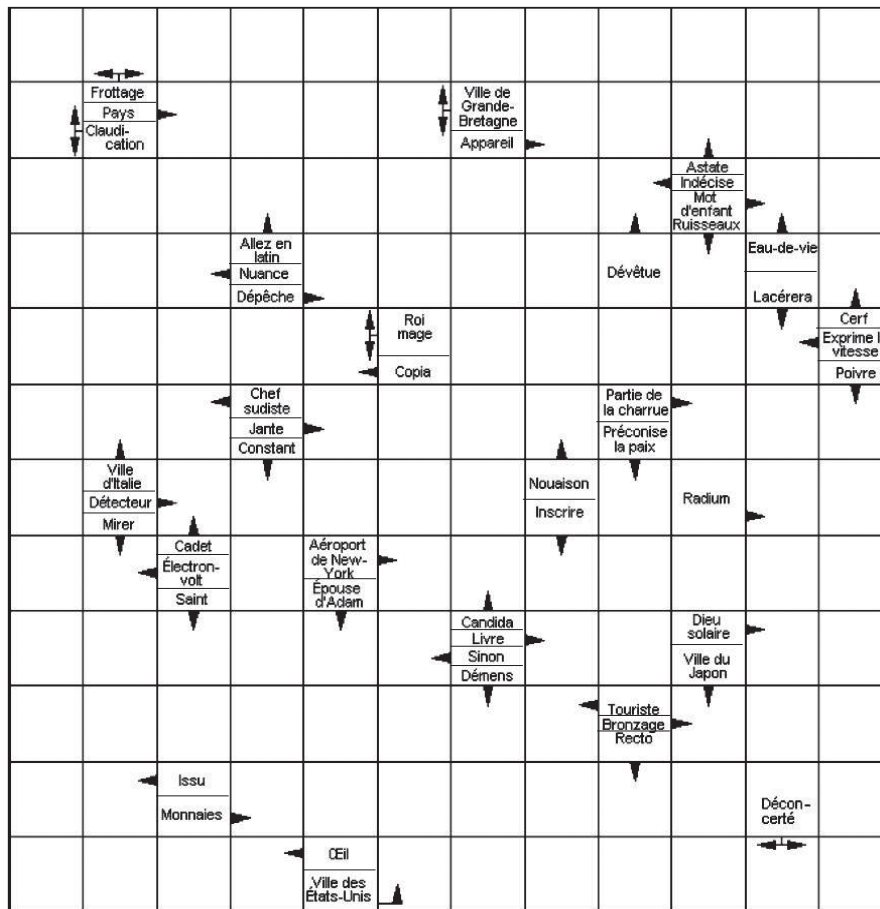 Frottage
Pays
Claudi-
cation
Ville de
Grande-
Bretagne
Appareil
Astate
Indécise
Mot
d'enfant
Ruisseaux
Allez en
latin
Nuance
Dépêche
Dévêtue
Eau-de-vie
Lacérera
Roi
mage
Copia
Cerf
Exprime l
vitesse
Poivre
Chef
sudiste
Jante
Constant
Partie de
la charrue
Préconise
la paix
Ville
d'Italie
Détecteur
Mirer
Nouaison
Inscrire
Radium
Cadet
Électron-
volt
Saint
Aéroport
de New-
York
Épouse
d'Adam
Candida
Livre
Sinon
Démens
Dieu
solaire
Ville du
Japon
Touriste
Bronzage
Recto
Issu
Monnaies
Décon-
certé
Œil
Ville des
États-Unis